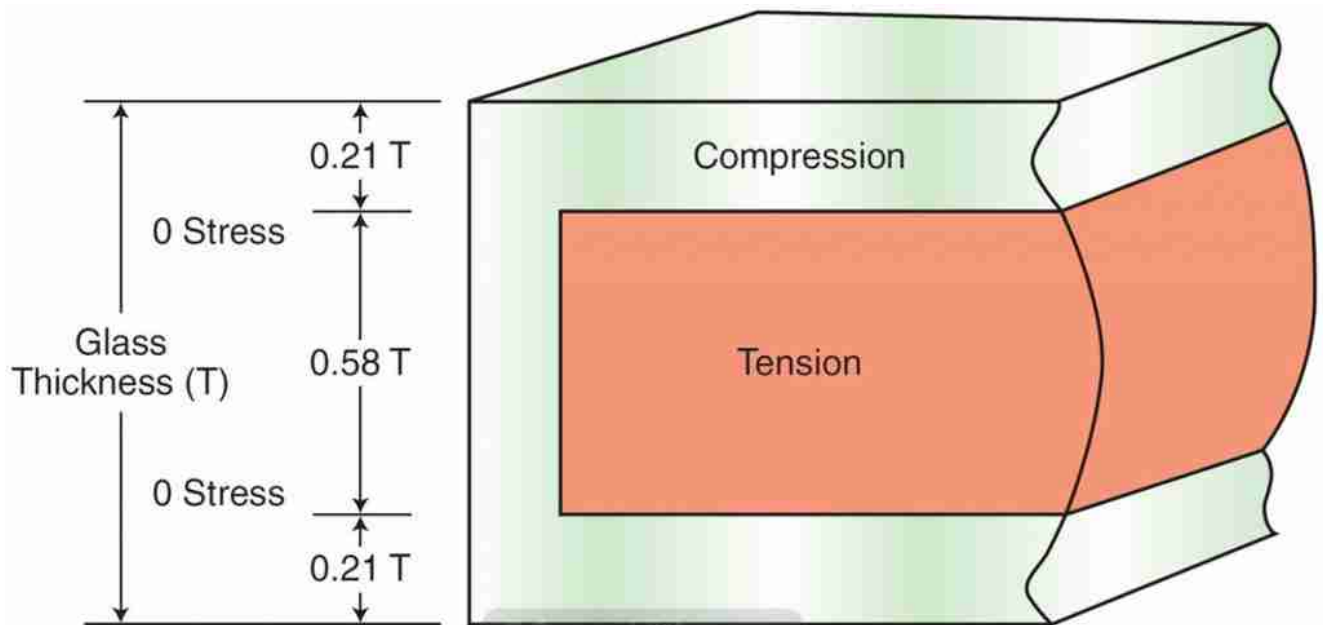 0.21 T
Compression
0 Stress
Glass
Thickness (T)
0.58 T
Tension
0 Stress
0.21 T